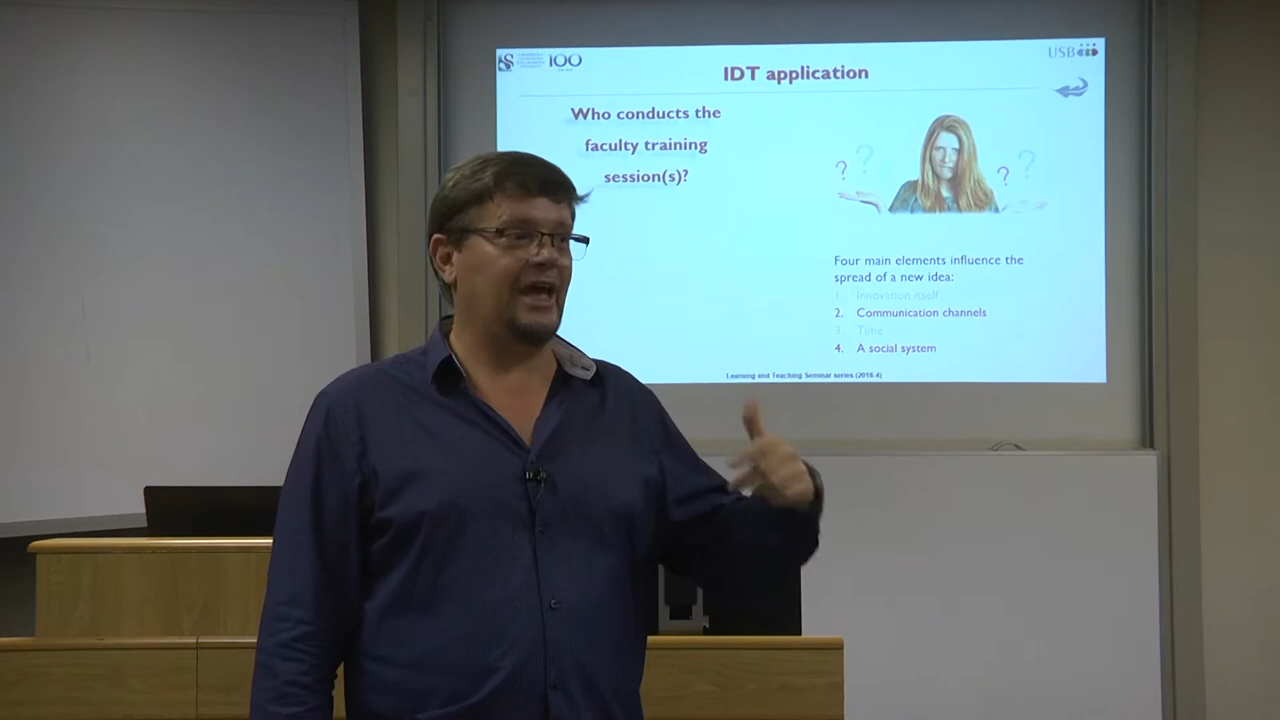 100
USB
IDT application
Who conducts the
faculty training
session(s)?
? ? ? ?
Four main elements influence the
spread of a new idea:
1. Innovation itself
2. Communication channels
3. Time
4. A social system
Learning and Teaching Seminar series (2018-4)